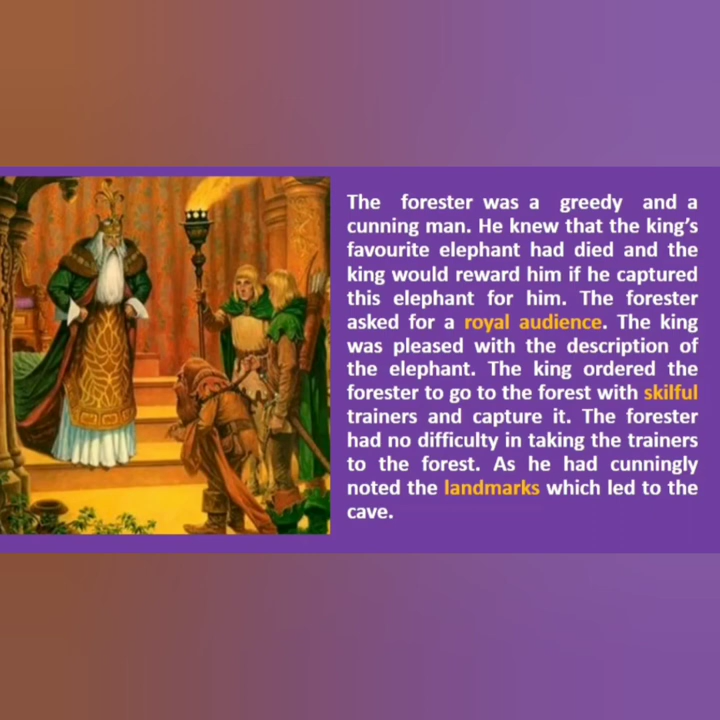 The forester was a greedy and a
cunning man. He knew that the king's
favourite elephant had died and the
king would reward him if he captured
this elephant for him. The forester
asked for a royal audience. The king
was pleased with the description of
the elephant. The king ordered the
forester to go to the forest with skilful
trainers and capture it. The forester
had no difficulty in taking the trainers
to the forest. As he had cunningly
noted the landmarks which led to the
cave.